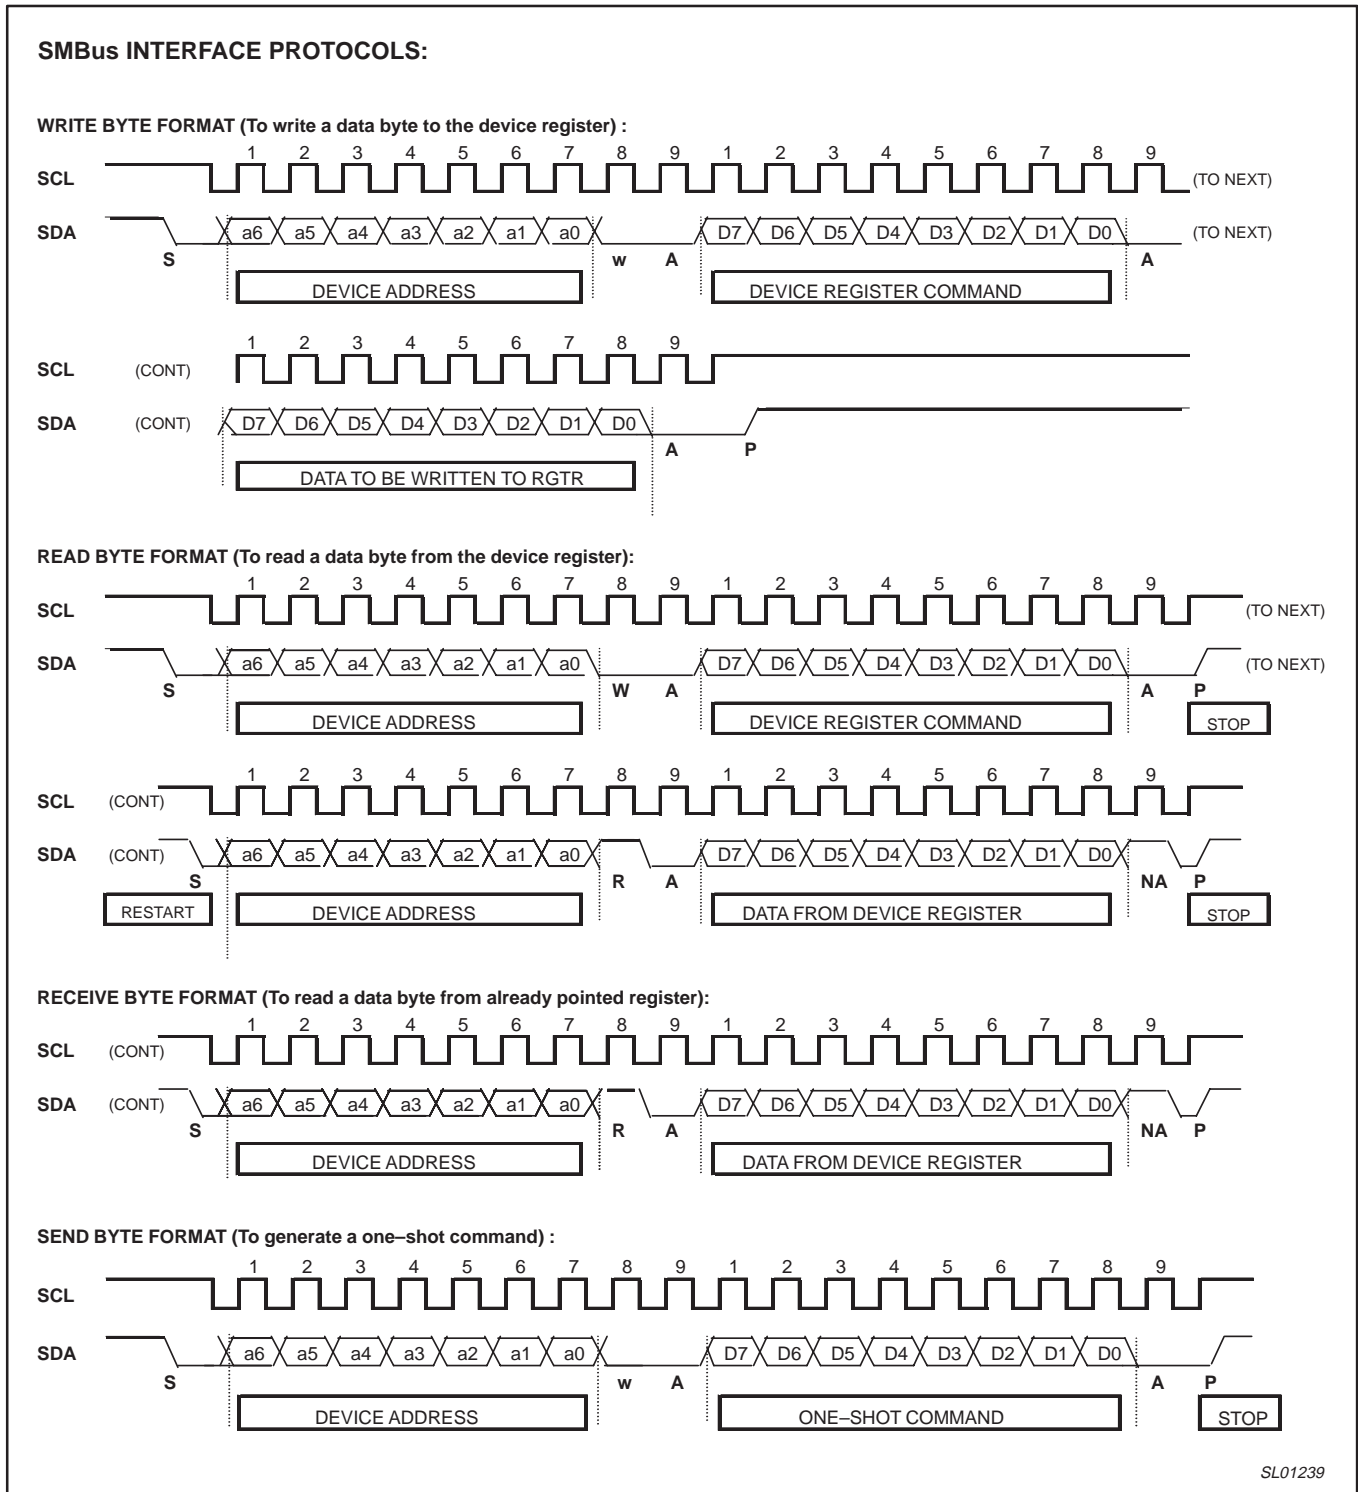 SMBus INTERFACE PROTOCOLS:
WRITE BYTE FORMAT (To write a data byte to the device register) :
1 2 3 4 5 6 7 8 9 1 2 3 4 5 6 7 8 9
SCL (TO NEXT)
SDA a6 a5 a4 a3 a2 a1 a0 D7 D6 D5 D4 D3 D2 D1 D0 (TO NEXT)
S w A A
DEVICE ADDRESS DEVICE REGISTER COMMAND
1 2 3 4 5 6 7 8 9
SCL (CONT)
SDA (CONT) D7 D6 D5 D4 D3 D2 D1 D0
A P
DATA TO BE WRITTEN TO RGTR
READ BYTE FORMAT (To read a data byte from the device register):
1 2 3 4 5 6 7 8 9 1 2 3 4 5 6 7 8 9
SCL (TO NEXT)
SDA a6 a5 a4 a3 a2 a1 a0 D7 D6 D5 D4 D3 D2 D1 D0 (TO NEXT)
S W A A P
DEVICE ADDRESS DEVICE REGISTER COMMAND STOP
1 2 3 4 5 6 7 8 9 1 2 3 4 5 6 7 8 9
SCL (CONT)
SDA (CONT) a6 a5 a4 a3 a2 a1 a0 D7 D6 D5 D4 D3 D2 D1 D0
S R A NA P
RESTART DEVICE ADDRESS DATA FROM DEVICE REGISTER STOP
RECEIVE BYTE FORMAT (To read a data byte from already pointed register):
1 2 3 4 5 6 7 8 9 1 2 3 4 5 6 7 8 9
SCL (CONT)
SDA (CONT) a6 a5 a4 a3 a2 a1 a0 D7 D6 D5 D4 D3 D2 D1 D0
S R A NA P
DEVICE ADDRESS DATA FROM DEVICE REGISTER
SEND BYTE FORMAT (To generate a one–shot command) :
1 2 3 4 5 6 7 8 9 1 2 3 4 5 6 7 8 9
SCL
SDA a6 a5 a4 a3 a2 a1 a0 D7 D6 D5 D4 D3 D2 D1 D0
S w A A P
DEVICE ADDRESS ONE–SHOT COMMAND STOP
SL01239